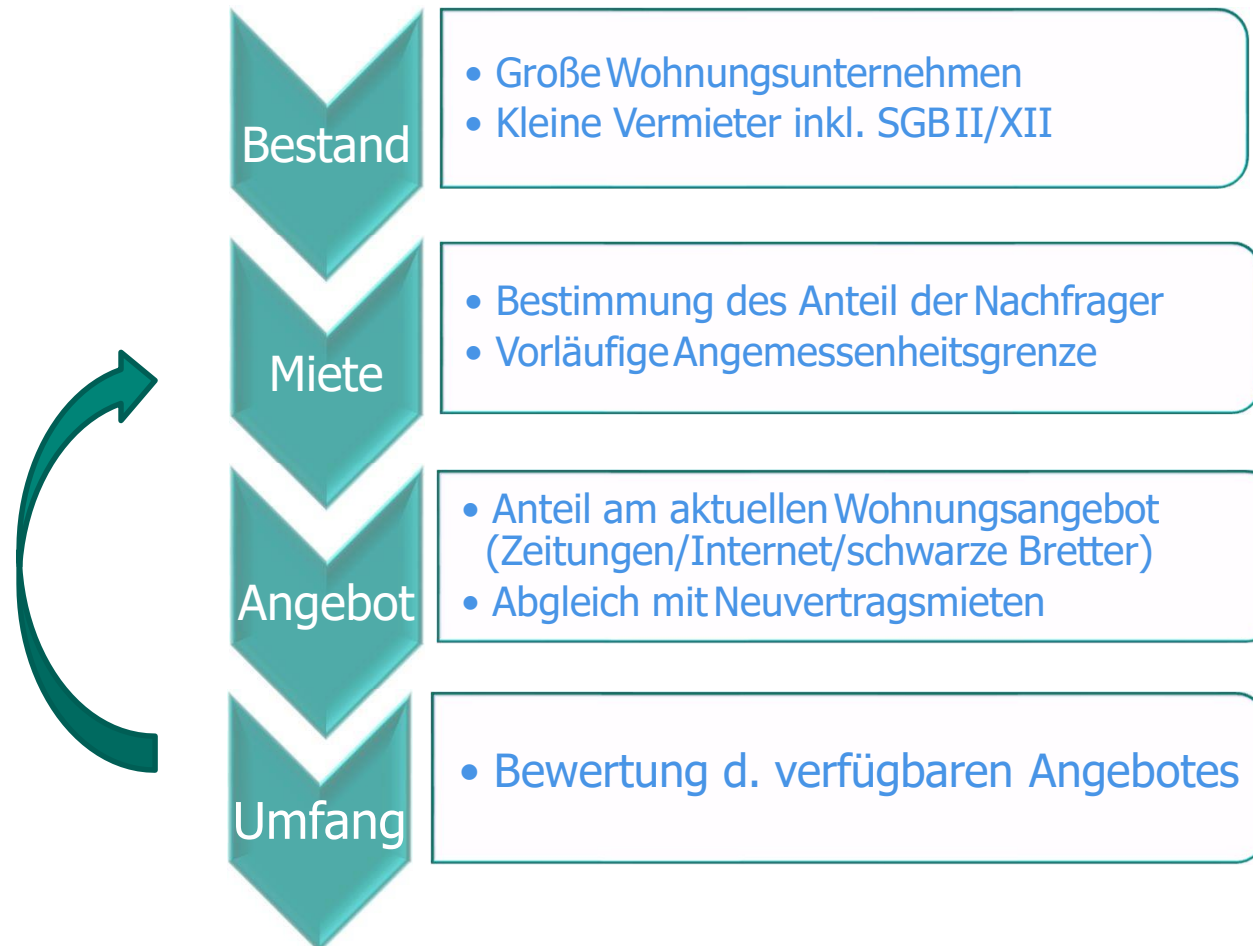 Bestand
• Große Wohnungsunternehmen
• Kleine Vermieter inkl. SGB II/XII
Miete
• Bestimmung des Anteil der Nachfrager
• Vorläufige Angemessenheitsgrenze
Angebot
• Anteil am aktuellen Wohnungsangebot
(Zeitungen/Internet/schwarze Bretter)
• Abgleich mit Neuvertragsmieten
Umfang
• Bewertung d. verfügbaren Angebotes